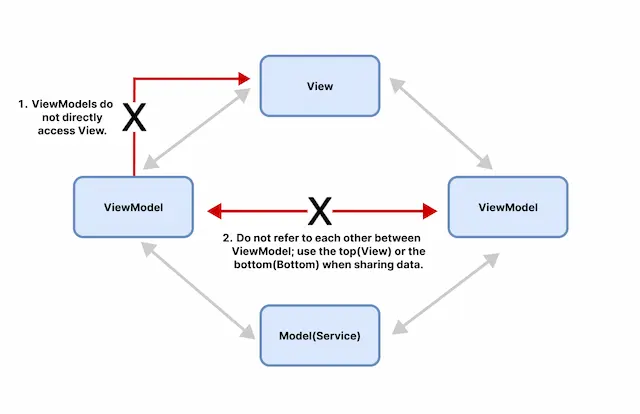 View
1. ViewModels do
not directly
access View.
X
ViewModel
X
ViewModel
2. Do not refer to each other between
ViewModel; use the top(View) or the
bottom(Bottom) when sharing data.
Model(Service)